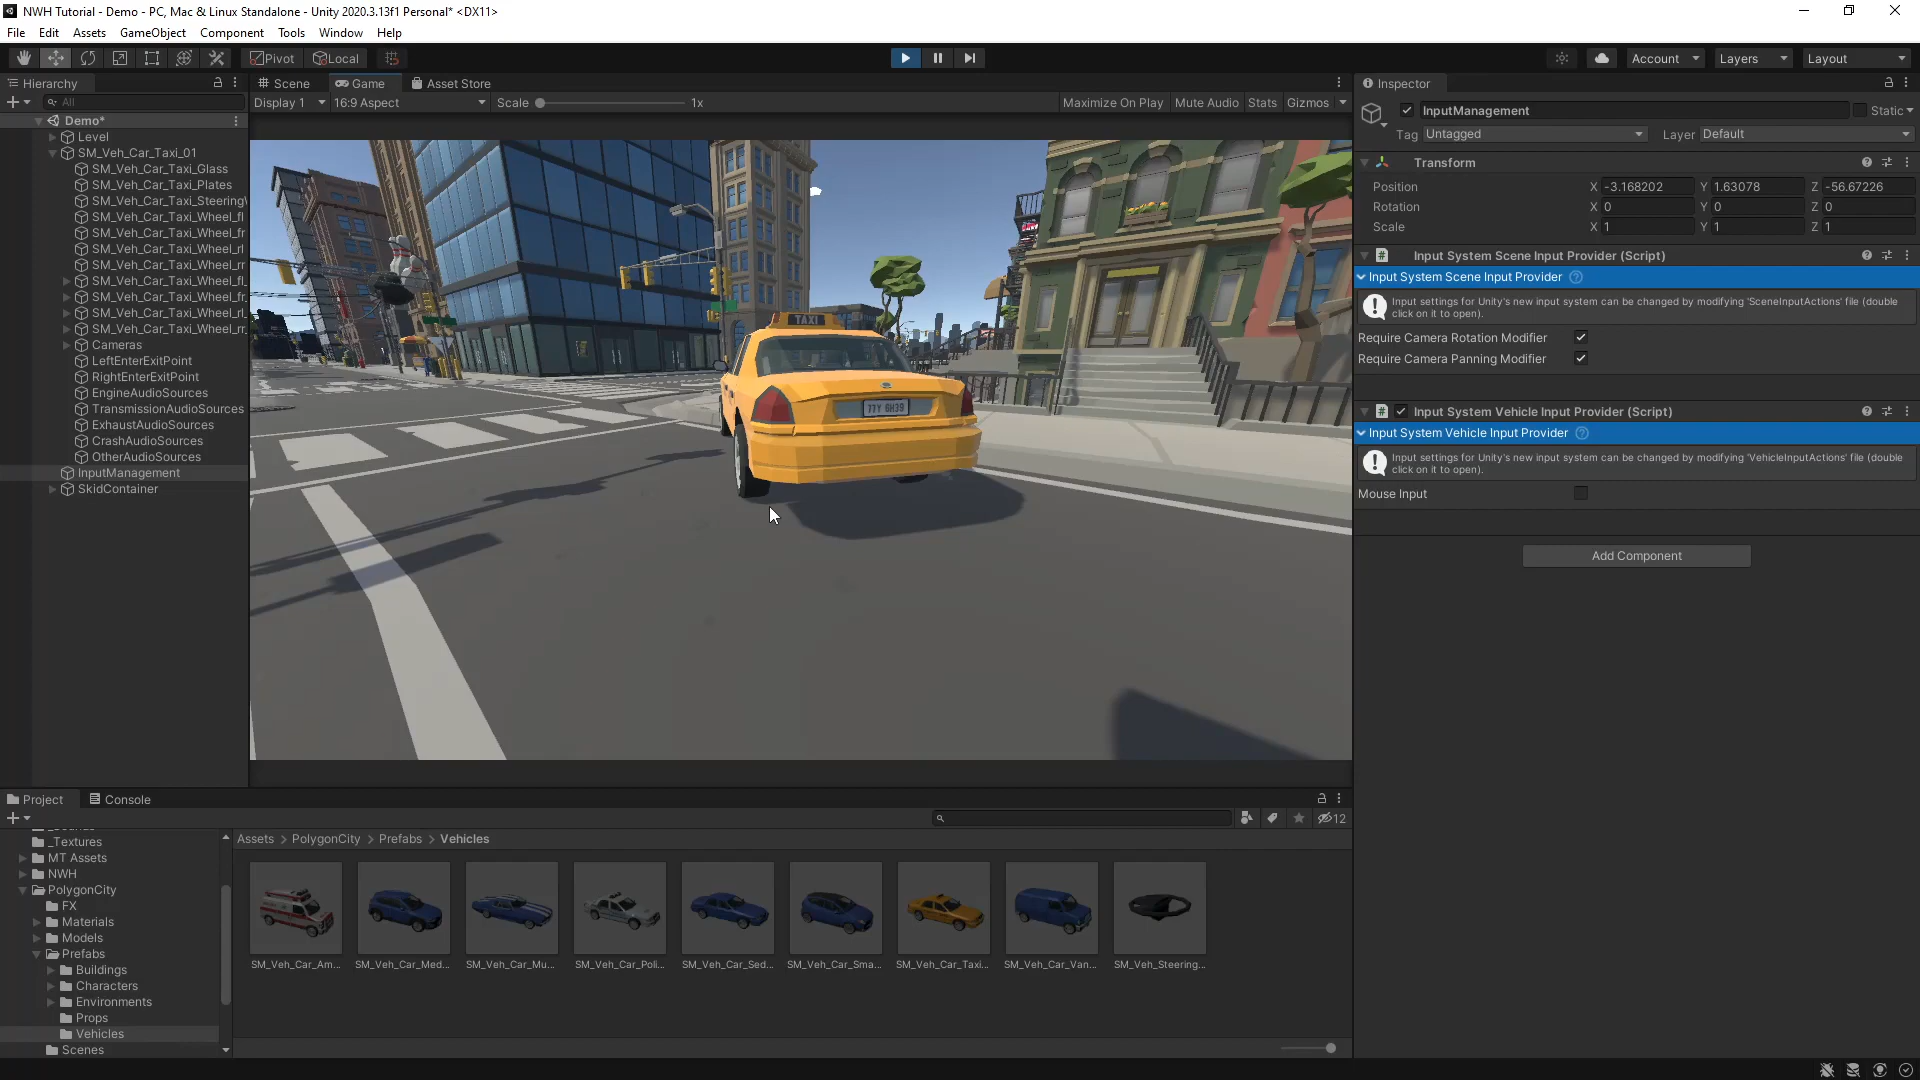 NWH Tutorial - Demo - PC, Mac & Linux Standalone - Unity 2020.3.13f1 Personal* <DX11>
File Edit Assets GameObject Component Tools Jobs Window Help
Pivot Local
Account Layers Layout
Hierarchy
All
Demo*
Level
SM_Veh_Car_Taxi_01
SM_Veh_Car_Taxi_Glass
SM_Veh_Car_Taxi_Plates
SM_Veh_Car_Taxi_Steering
SM_Veh_Car_Taxi_Wheel_fl
SM_Veh_Car_Taxi_Wheel_fr
SM_Veh_Car_Taxi_Wheel_rl
SM_Veh_Car_Taxi_Wheel_rr
SM_Veh_Car_Taxi_Wheel_fl_
SM_Veh_Car_Taxi_Wheel_fr_
SM_Veh_Car_Taxi_Wheel_rl_
SM_Veh_Car_Taxi_Wheel_rr_
Cameras
LeftEnterExitPoint
RightEnterExitPoint
EngineAudioSources
TransmissionAudioSources
ExhaustAudioSources
CrashAudioSources
OtherAudioSources
InputManagement
SkidContainer
Scene Game Asset Store
Display 1 16:9 Aspect Scale 1x Maximize On Play Mute Audio Stats Gizmos
TAXI
77Y 6H39
Inspector
InputManagement Static
Tag Untagged Layer Default
Transform
Position X -3.168202 Y 1.63078 Z -56.67226
Rotation X 0 Y 0 Z 0
Scale X 1 Y 1 Z 1
Input System Scene Input Provider (Script)
Input System Scene Input Provider
Input settings for Unity's new input system can be changed by modifying 'SceneInputActions' file (double
click on it to open).
Require Camera Rotation Modifier
Require Camera Panning Modifier
Input System Vehicle Input Provider (Script)
Input System Vehicle Input Provider
Input settings for Unity's new input system can be changed by modifying 'VehicleInputActions' file (double
click on it to open).
Mouse Input
Add Component
Project Console
12
_Textures
MT Assets
NWH
PolygonCity
FX
Materials
Models
Prefabs
Buildings
Characters
Environments
Props
Vehicles
Scenes
Assets > PolygonCity > Prefabs > Vehicles
SM_Veh_Car_Am... SM_Veh_Car_Med... SM_Veh_Car_Mu... SM_Veh_Car_Poli... SM_Veh_Car_Sed... SM_Veh_Car_Sma... SM_Veh_Car_Taxi... SM_Veh_Car_Van... SM_Veh_Steering...